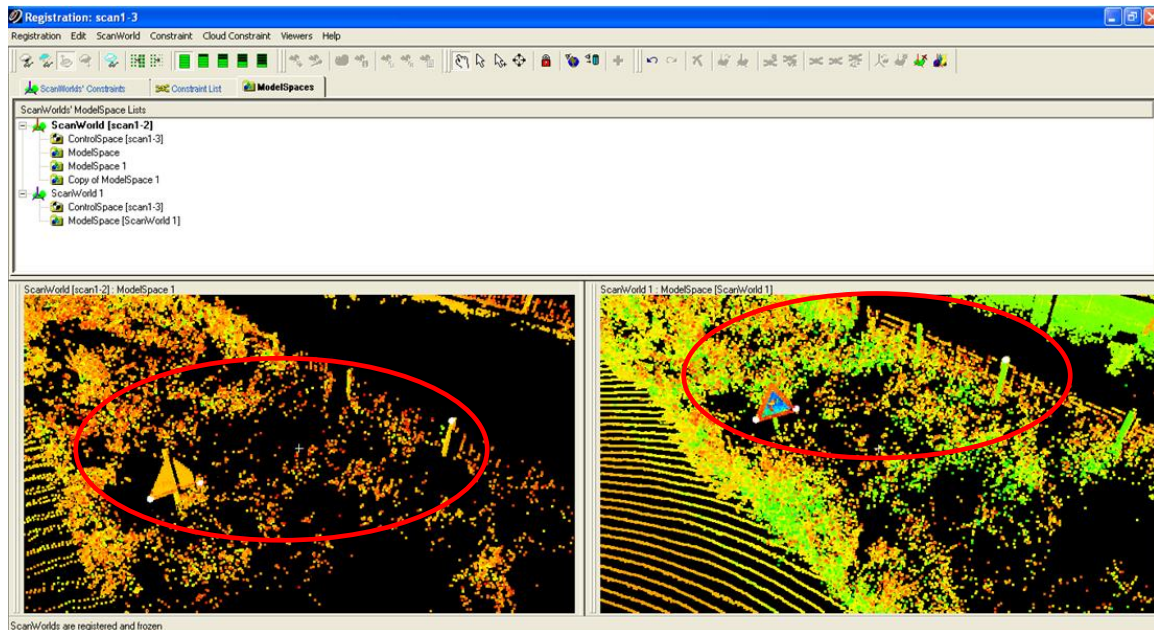 Registration: scan1-3
Registration Edit ScanWorld Constraint Cloud Constraint Viewers Help
ScanWorlds' Constraints Constraint List ModelSpaces
ScanWorlds' ModelSpace Lists
ScanWorld [scan1-2]
ControlSpace [scan1-3]
ModelSpace
ModelSpace 1
Copy of ModelSpace 1
ScanWorld 1
ControlSpace [scan1-3]
ModelSpace [ScanWorld 1]
ScanWorld [scan1-2] : ModelSpace 1
ScanWorld 1 : ModelSpace [ScanWorld 1]
ScanWorlds are registered and frozen